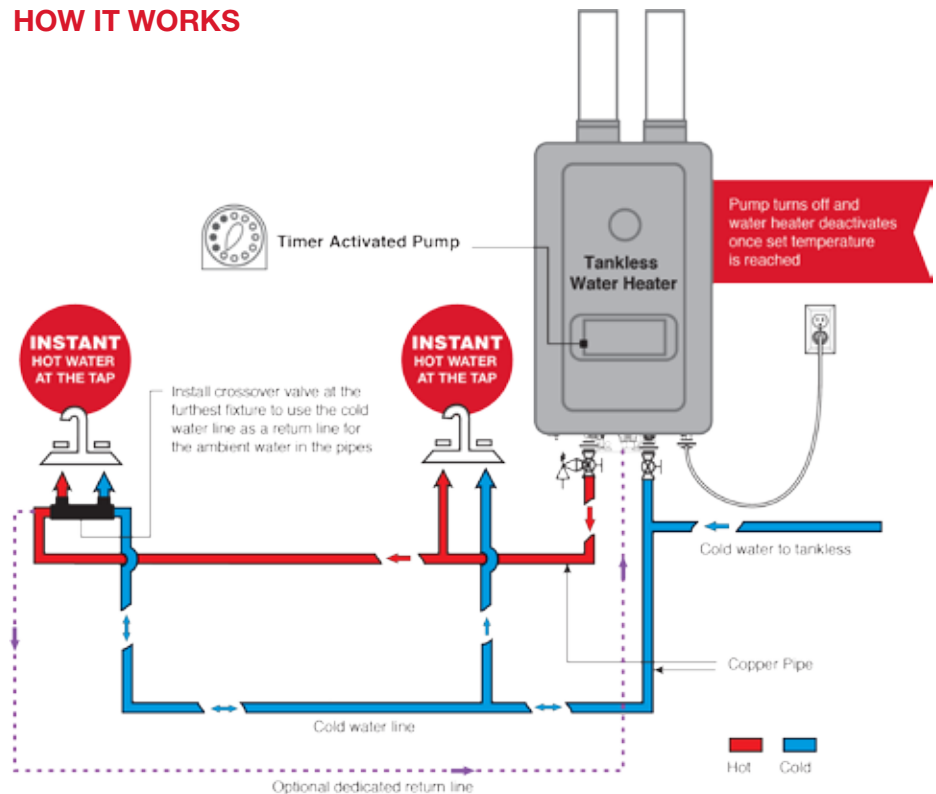 HOW IT WORKS
Pump turns off and
water heater deactivates
once set temperature
is reached
Timer Activated Pump
Tankless
Water Heater
INSTANT
HOT WATER
AT THE TAP
INSTANT
HOT WATER
AT THE TAP
Install crossover valve at the
furthest fixture to use the cold
water line as a return line for
the ambient water in the pipes
Cold water to tankless
Copper Pipe
Cold water line
Hot
Cold
Optional dedicated return line